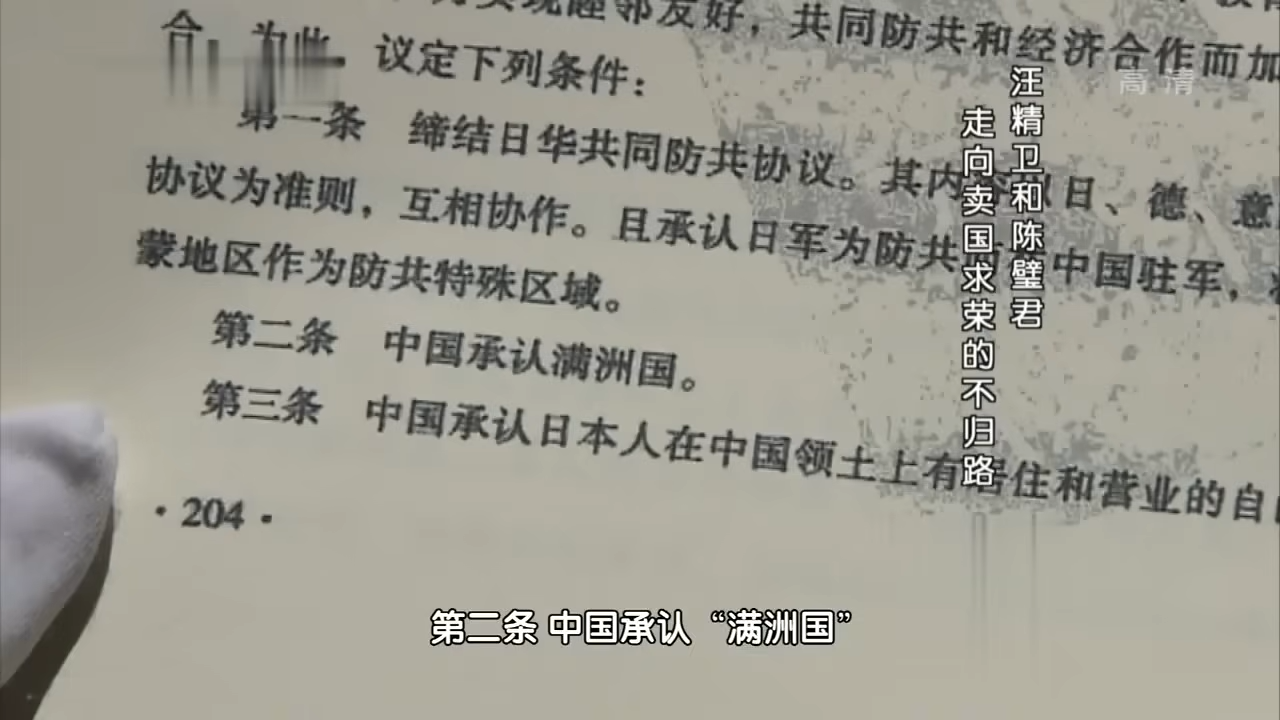 睦邻友好，共同防共和经济合作而加
合。为此，议定下列条件：
第一条 缔结日华共同防共协议。其内 日、德、意
协议为准则，互相协作。且承认日军为防共 中国驻军，
蒙地区作为防共特殊区域。
第二条 中国承认满洲国。
第三条 中国承认日本人在中国领土上有居住和营业的自
·204·
高清
汪精卫和陈璧君
走向卖国求荣的不归路
第二条 中国承认“满洲国”